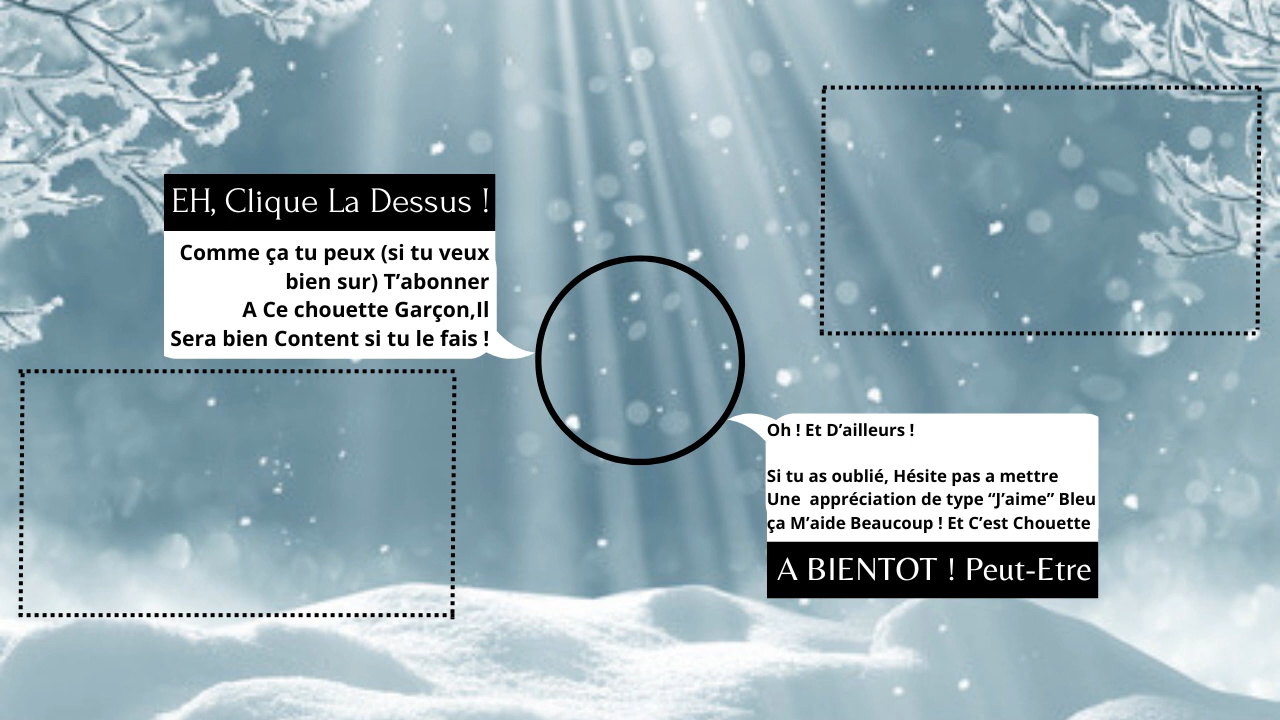 EH, Clique La Dessus !
Comme ça tu peux (si tu veux
bien sur) T’abonner
A Ce chouette Garçon,Il
Sera bien Content si tu le fais !
Oh ! Et D’ailleurs !
Si tu as oublié, Hésite pas a mettre
Une  appréciation de type “J’aime” Bleu
ça M’aide Beaucoup ! Et C’est Chouette
A BIENTOT ! Peut-Etre